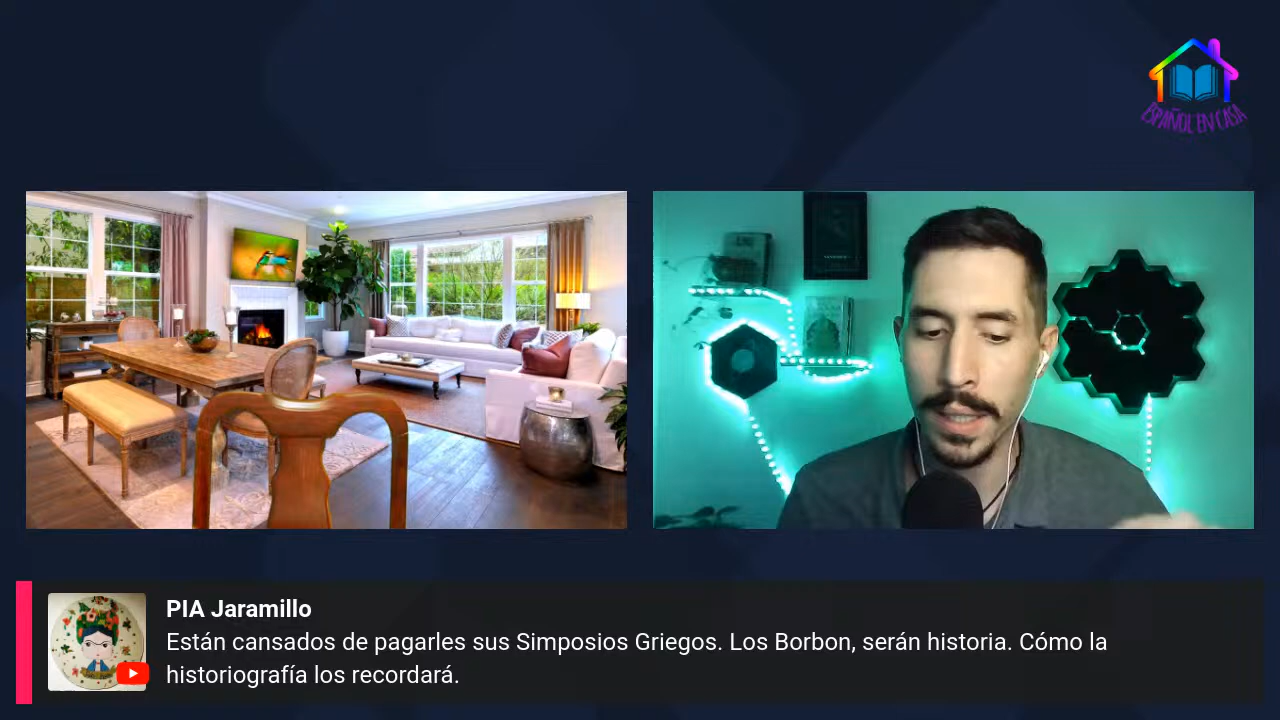 ESPAÑOL EN CASA
PIA Jaramillo
Están cansados de pagarles sus Simposios Griegos. Los Borbon, serán historia. Cómo la
historiografía los recordará.